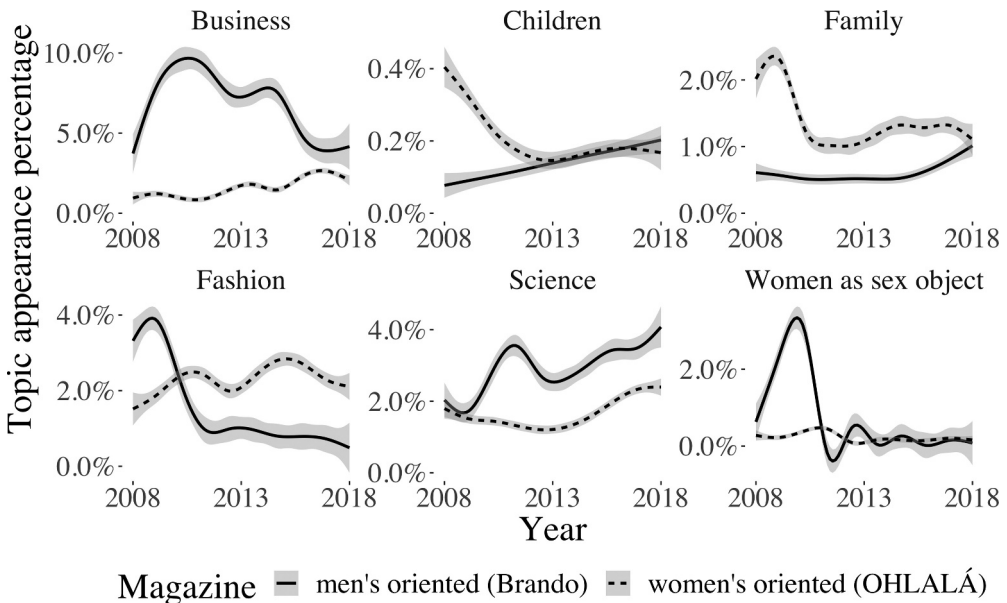 Business
Children
Family
Topic appearance percentage
10.0%
5.0%
0.0%
0.4%
0.2%
0.0%
2.0%
1.0%
0.0%
2008 2013 2018
2008 2013 2018
2008 2013 2018
Fashion
Science
Women as sex object
4.0%
2.0%
0.0%
4.0%
2.0%
0.0%
2.0%
0.0%
2008 2013 2018
2008 2013 2018
2008 2013 2018
Year
Magazine men's oriented (Brando) women's oriented (OHLALÁ)